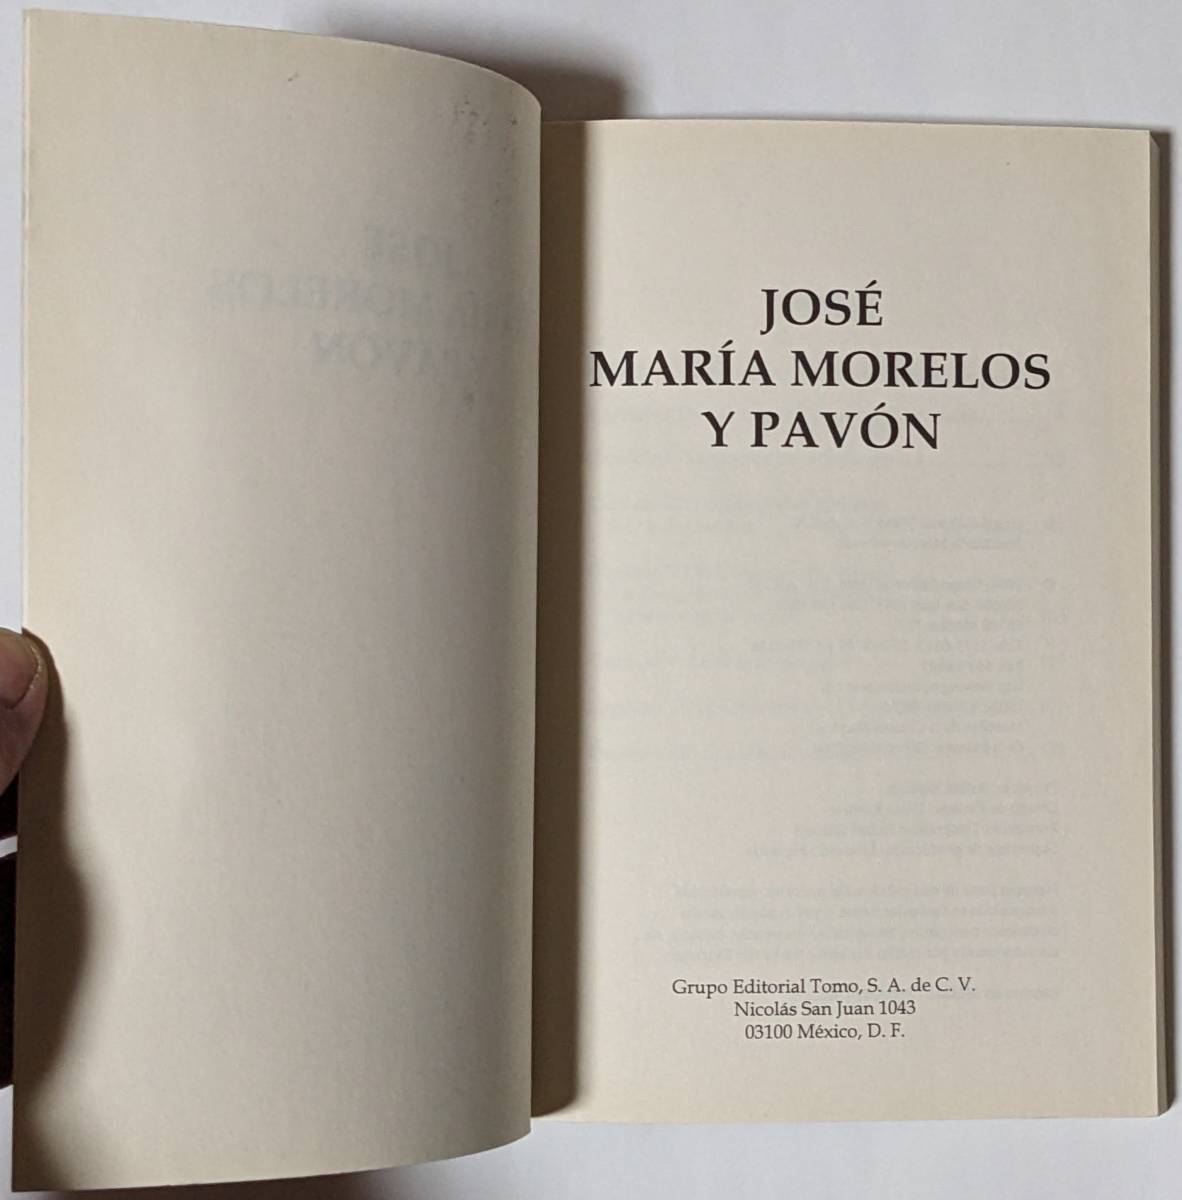 JOSÉ
MARÍA MORELOS
Y PAVÓN
Grupo Editorial Tomo, S. A. de C. V.
Nicolás San Juan 1043
03100 México, D. F.